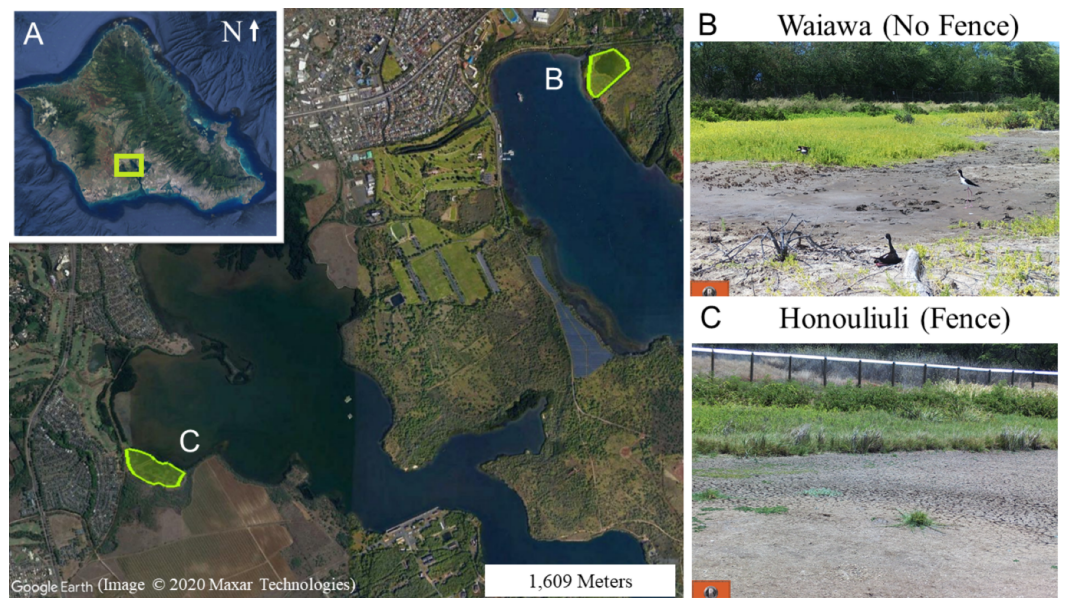 A
N
B
C
Google Earth (Image © 2020 Maxar Technologies)
1,609 Meters
B Waiawa (No Fence)
C Honouliuli (Fence)